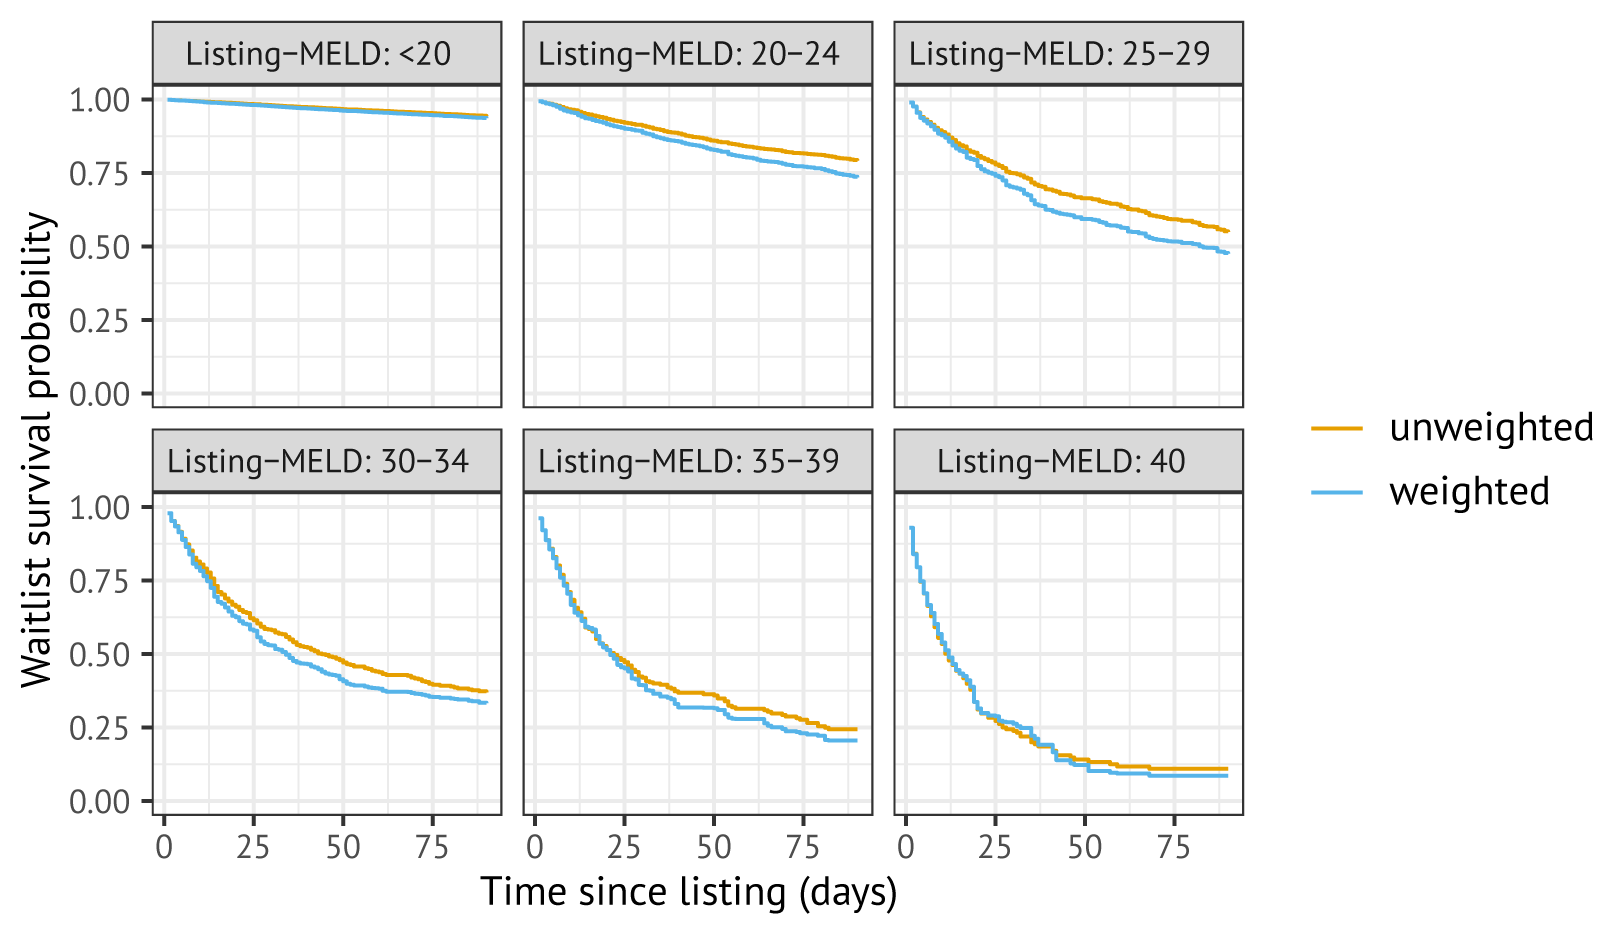 Listing−MELD: <20
Listing−MELD: 20−24
Listing−MELD: 25−29
1.00
0.75
0.50
0.25
0.00
Listing−MELD: 30−34
Listing−MELD: 35−39
Listing−MELD: 40
1.00
0.75
0.50
0.25
0.00
0 25 50 75
0 25 50 75
0 25 50 75
Time since listing (days)
Waitlist survival probability
unweighted
weighted